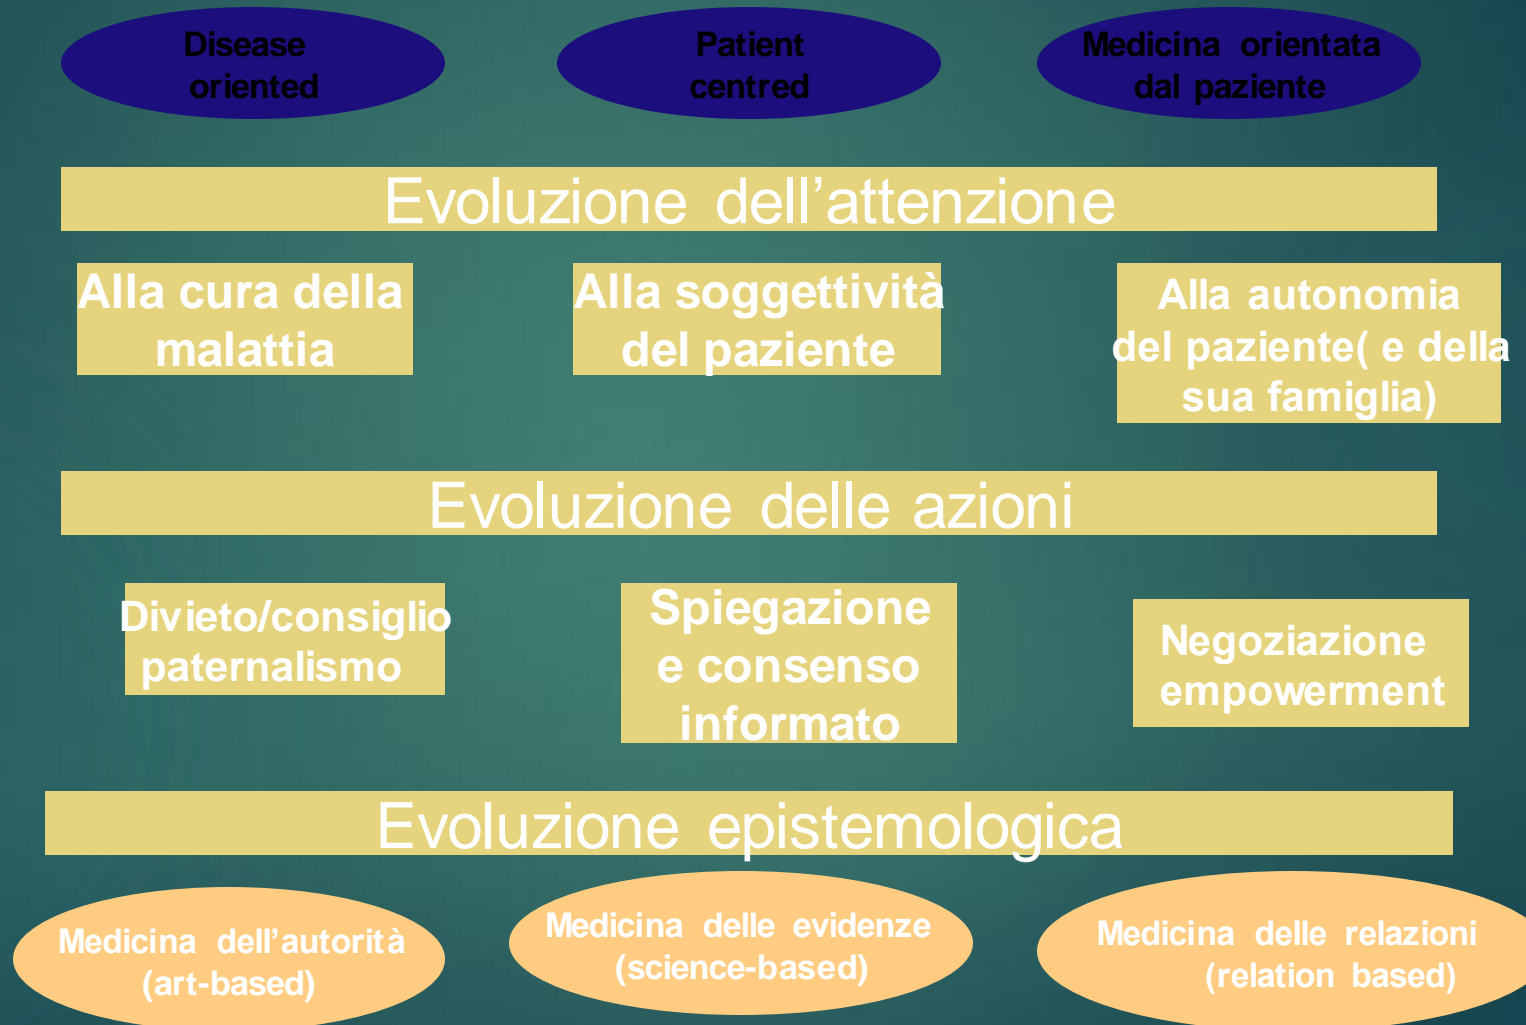 Disease
oriented
Patient
centred
Medicina orientata
dal paziente
Evoluzione dell’attenzione
Alla cura della
malattia
Alla soggettività
del paziente
Alla autonomia
del paziente( e della
sua famiglia)
Evoluzione delle azioni
Divieto/consiglio
paternalismo
Spiegazione
e consenso
informato
Negoziazione
empowerment
Evoluzione epistemologica
Medicina dell’autorità
(art-based)
Medicina delle evidenze
(science-based)
Medicina delle relazioni
(relation based)